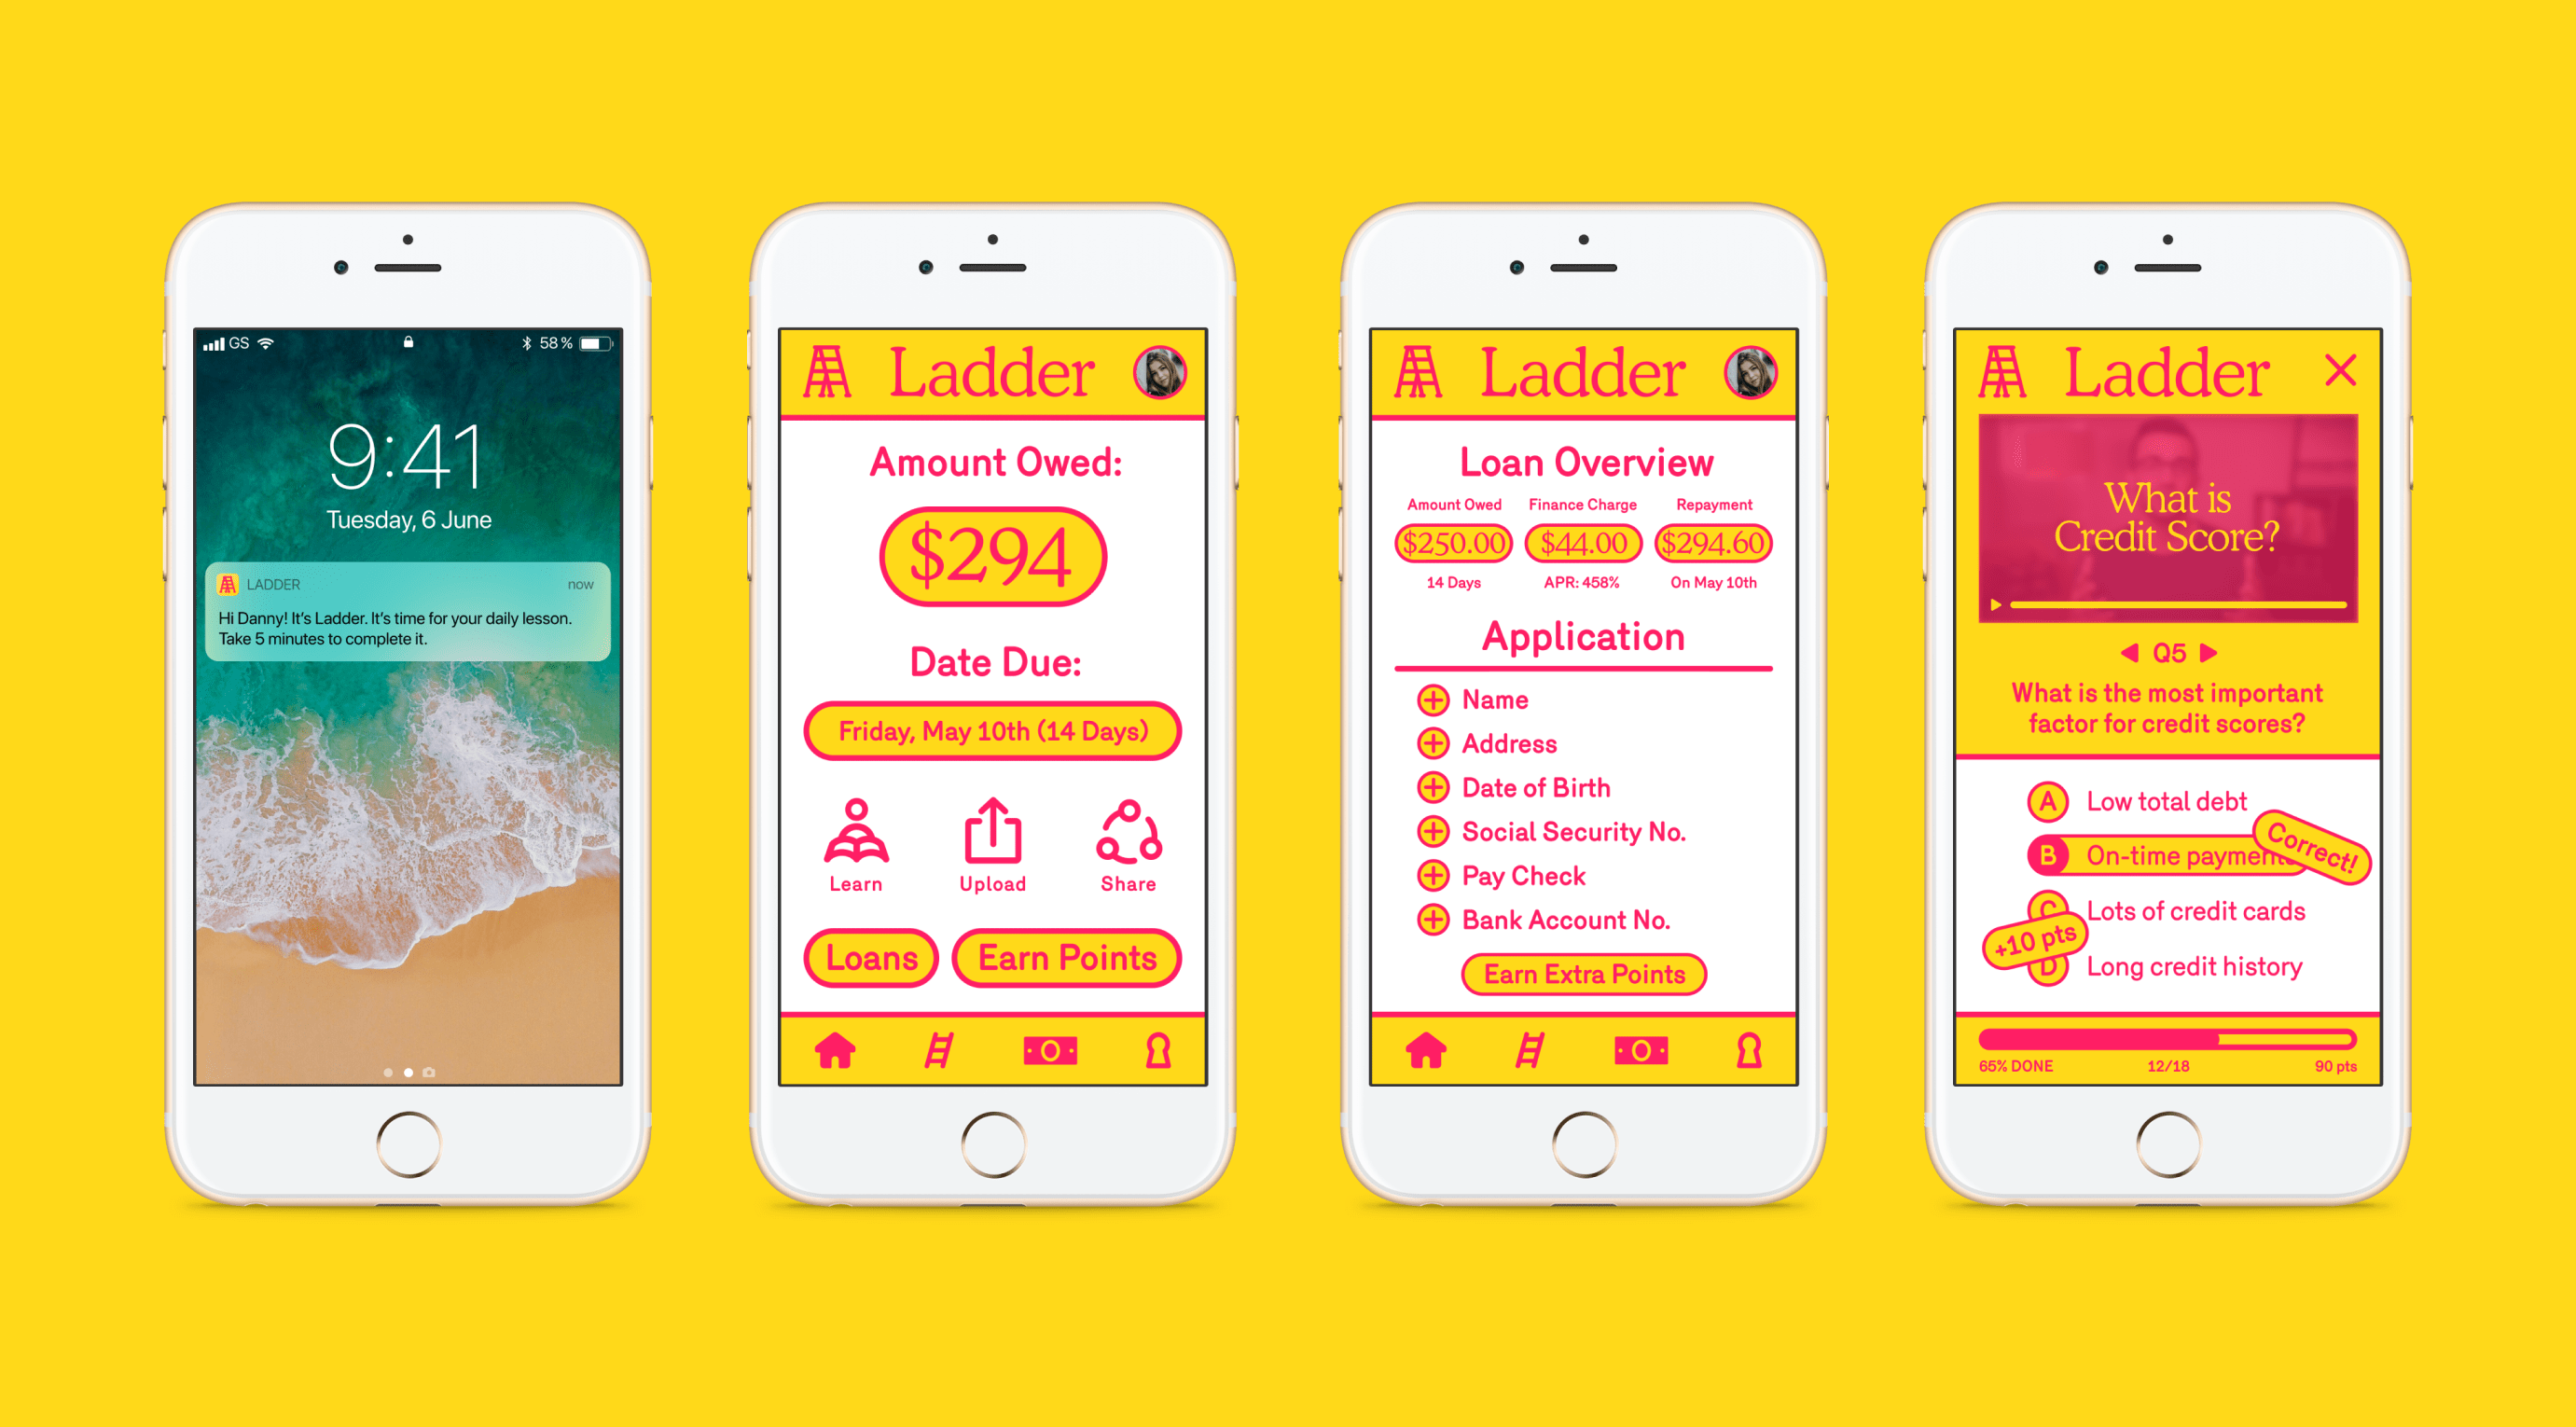 GS
58 %
9:41
Tuesday, 6 June
LADDER
now
Hi Danny! It's Ladder. It's time for your daily lesson.
Take 5 minutes to complete it.
Ladder
Amount Owed:
$294
Date Due:
Friday, May 10th (14 Days)
Learn
Upload
Share
Loans
Earn Points
Ladder
Loan Overview
Amount Owed
Finance Charge
Repayment
$250.00
$44.00
$294.60
14 Days
APR: 458%
On May 10th
Application
Name
Address
Date of Birth
Social Security No.
Pay Check
Bank Account No.
Earn Extra Points
Ladder
What is
Credit Score?
Q5
What is the most important
factor for credit scores?
A Low total debt
B On-time payments
Correct!
C Lots of credit cards
+10 pts
D Long credit history
65% DONE
12/18
90 pts